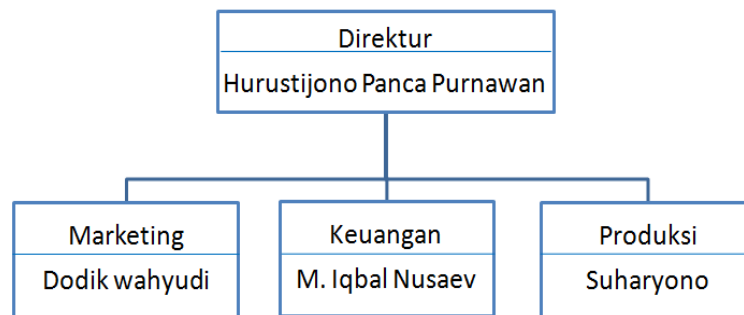 Direktur
Hurustijono Panca Purnawan
Marketing
Dodik wahyudi
Keuangan
M. Iqbal Nusaev
Produksi
Suharyono